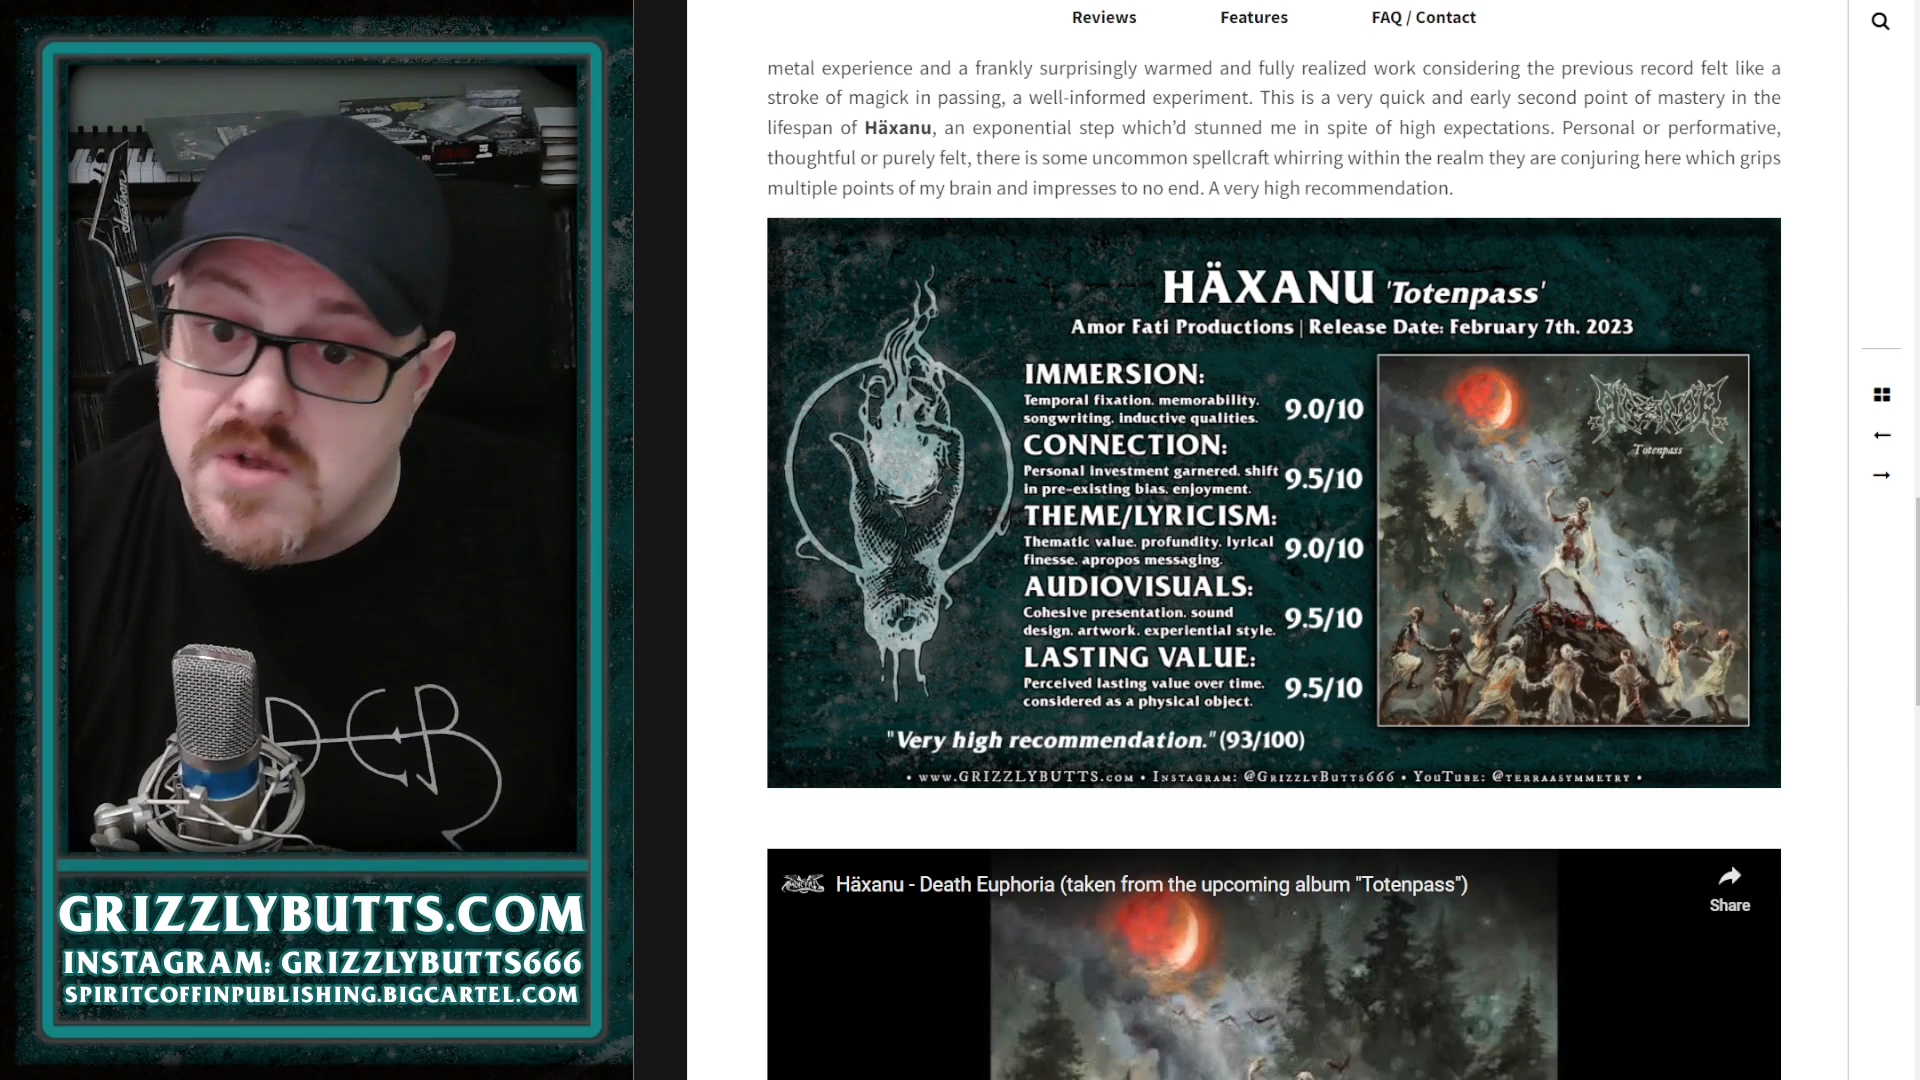 Reviews
Features
FAQ / Contact
metal experience and a frankly surprisingly warmed and fully realized work considering the previous record felt like a
stroke of magick in passing, a well-informed experiment. This is a very quick and early second point of mastery in the
lifespan of Häxanu, an exponential step which’d stunned me in spite of high expectations. Personal or performative,
thoughtful or purely felt, there is some uncommon spellcraft whirring within the realm they are conjuring here which grips
multiple points of my brain and impresses to no end. A very high recommendation.
HÄXANU 'Totenpass'
Amor Fati Productions | Release Date: February 7th, 2023
IMMERSION:
Temporal fixation, memorability,
songwriting, inductive qualities.
9.0/10
CONNECTION:
Personal investment garnered, shift
in pre-existing bias, enjoyment.
9.5/10
THEME/LYRICISM:
Thematic value, profundity, lyrical
finesse, apropos messaging.
9.0/10
AUDIOVISUALS:
Cohesive presentation, sound
design, artwork, experiential style.
9.5/10
LASTING VALUE:
Perceived lasting value over time,
considered as a physical object.
9.5/10
"Very high recommendation." (93/100)
• www.GRIZZLYBUTTS.com • Instagram: @GrizzlyButts666 • YouTube: @terraasymmetry •
Totenpass
Häxanu - Death Euphoria (taken from the upcoming album "Totenpass")
Share
Jackson
GRIZZLYBUTTS.COM
INSTAGRAM: GRIZZLYBUTTS666
SPIRITCOFFINPUBLISHING.BIGCARTEL.COM